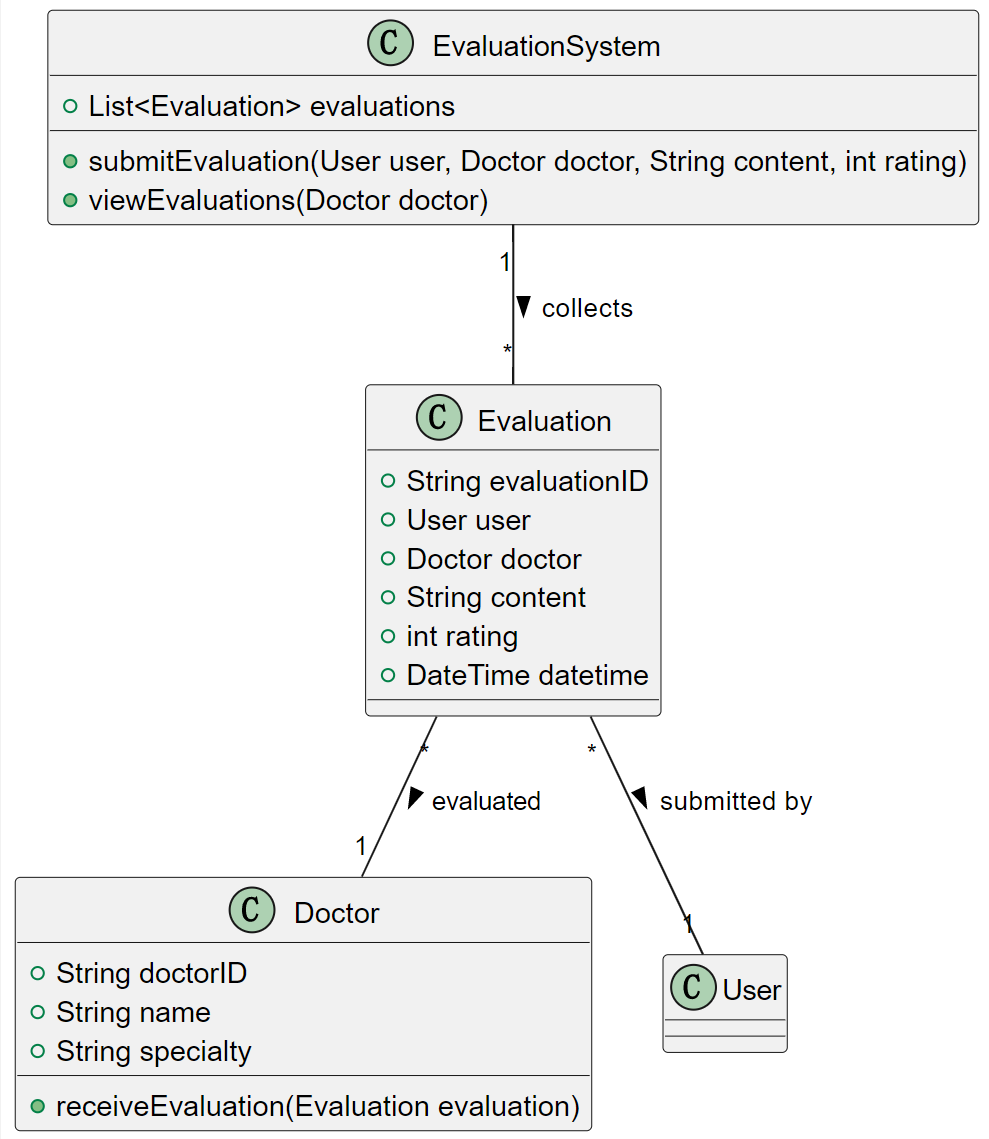 C EvaluationSystem
List<Evaluation> evaluations
submitEvaluation(User user, Doctor doctor, String content, int rating)
viewEvaluations(Doctor doctor)
1
collects
*
C Evaluation
String evaluationID
User user
Doctor doctor
String content
int rating
DateTime datetime
* *
evaluated submitted by
1
C Doctor
1
String doctorID
C User
String name
String specialty
receiveEvaluation(Evaluation evaluation)